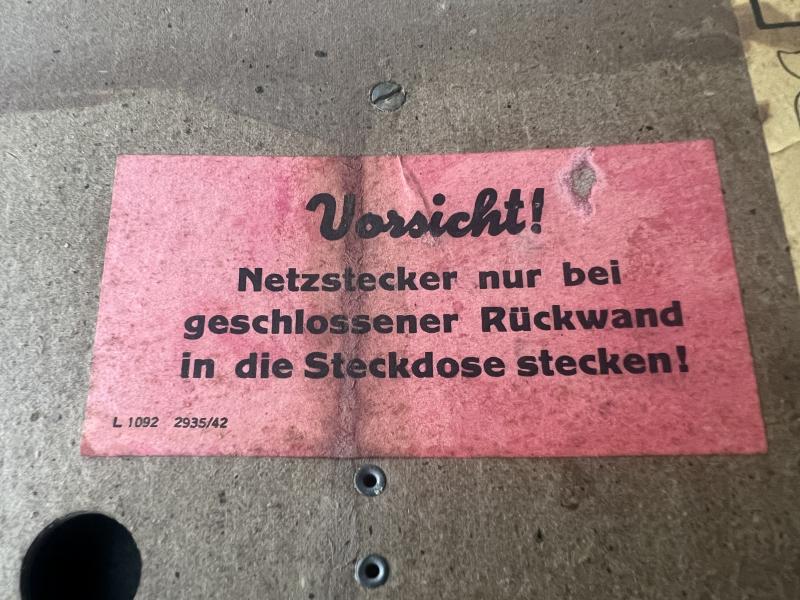 Vorsicht!
Netzstecker nur bei
geschlossener Rückwand
in die Steckdose stecken!
L 1092 2935/42